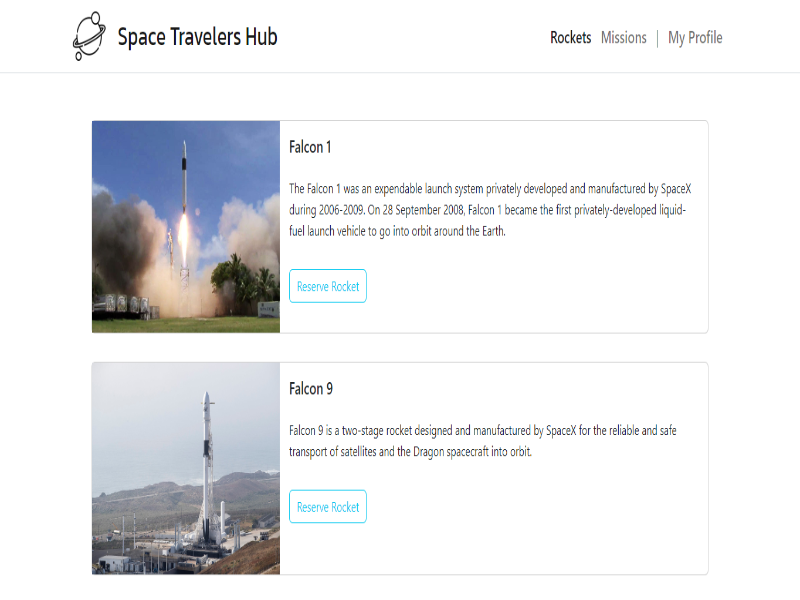 Space Travelers Hub
Rockets Missions | My Profile
Falcon 1
The Falcon 1 was an expendable launch system privately developed and manufactured by SpaceX
during 2006-2009. On 28 September 2008, Falcon 1 became the first privately-developed liquid-
fuel launch vehicle to go into orbit around the Earth.
Reserve Rocket
Falcon 9
Falcon 9 is a two-stage rocket designed and manufactured by SpaceX for the reliable and safe
transport of satellites and the Dragon spacecraft into orbit.
Reserve Rocket